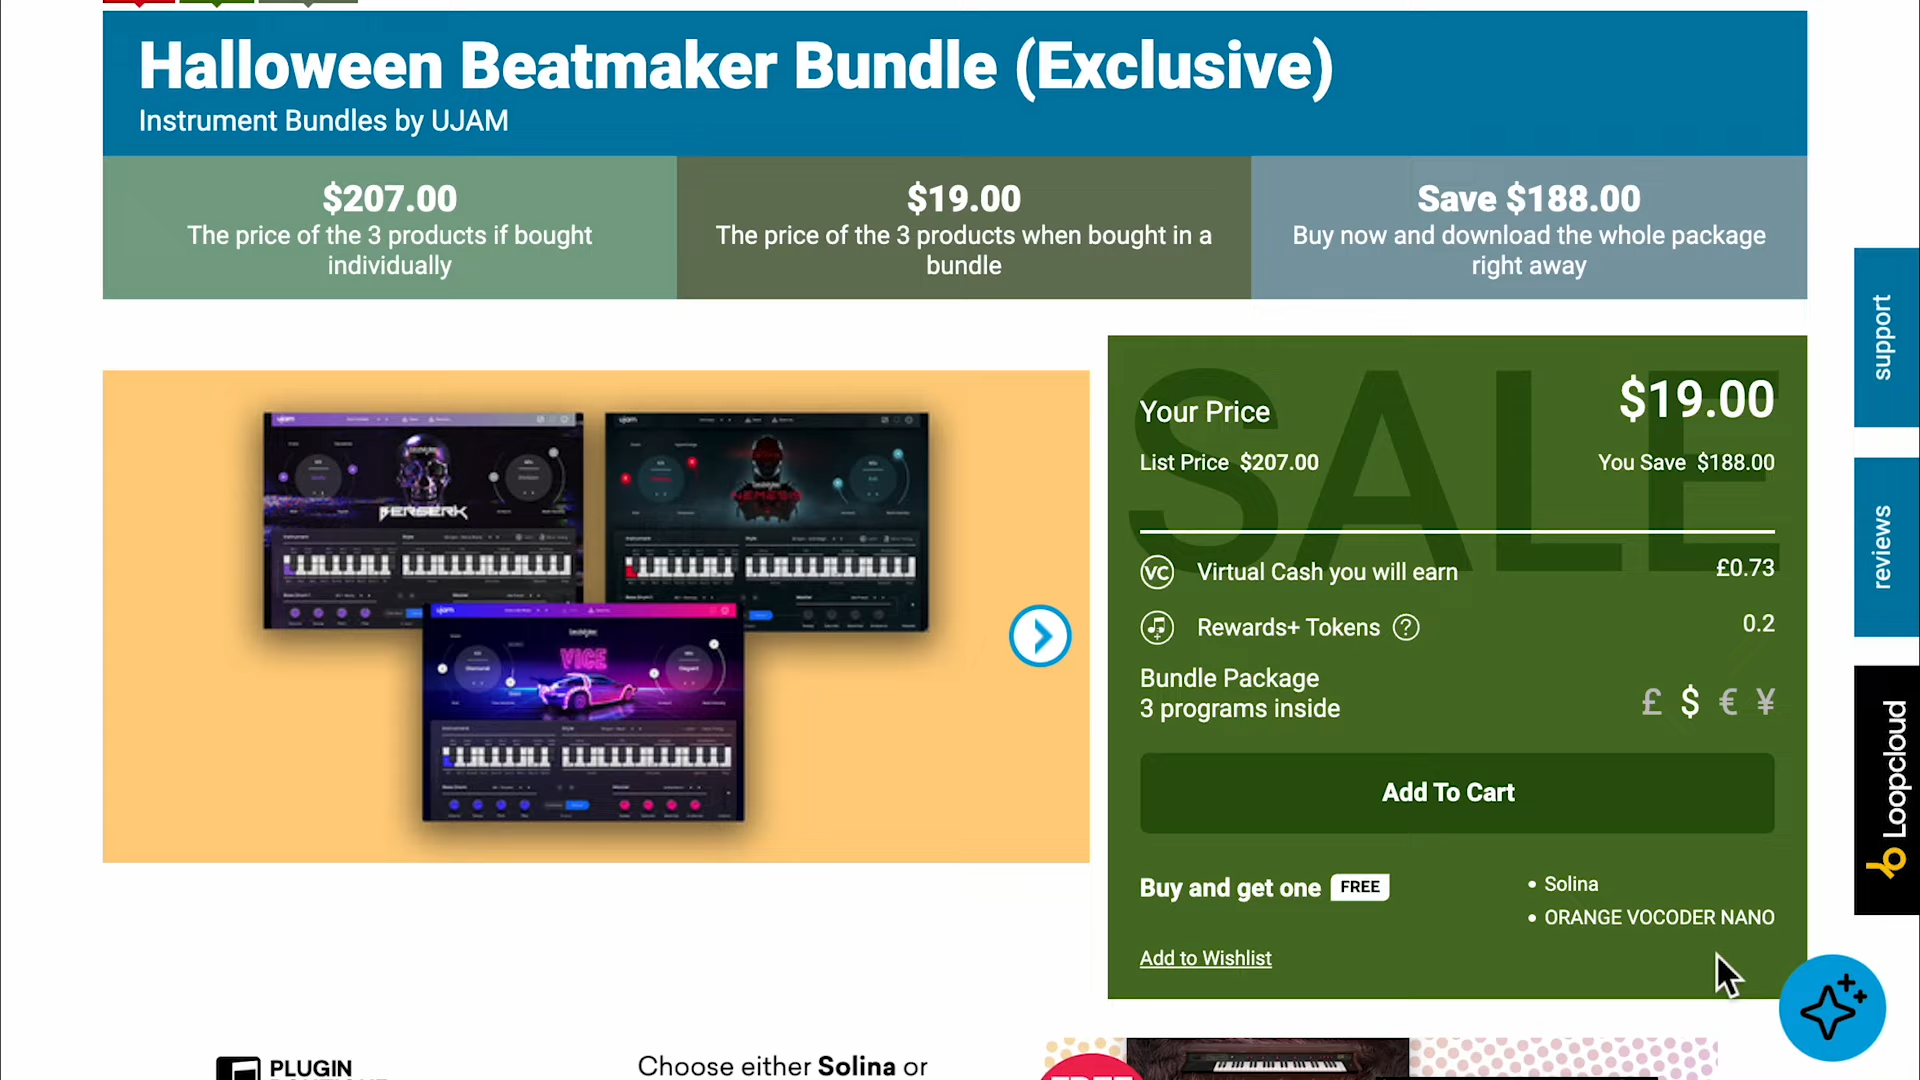 Halloween Beatmaker Bundle (Exclusive)
Instrument Bundles by UJAM
$207.00
The price of the 3 products if bought
individually
$19.00
The price of the 3 products when bought in a
bundle
Save $188.00
Buy now and download the whole package
right away
SALE
Your Price
$19.00
List Price $207.00
You Save $188.00
Virtual Cash you will earn
£0.73
Rewards+ Tokens ?
0.2
Bundle Package
3 programs inside
£ $ € ¥
Add To Cart
Buy and get one FREE
• Solina
• ORANGE VOCODER NANO
Add to Wishlist
support
reviews
Loopcloud
ujam
BERSERK
ujam
NEMESIS
ujam
VICE
VC
PLUGIN
Choose either Solina or